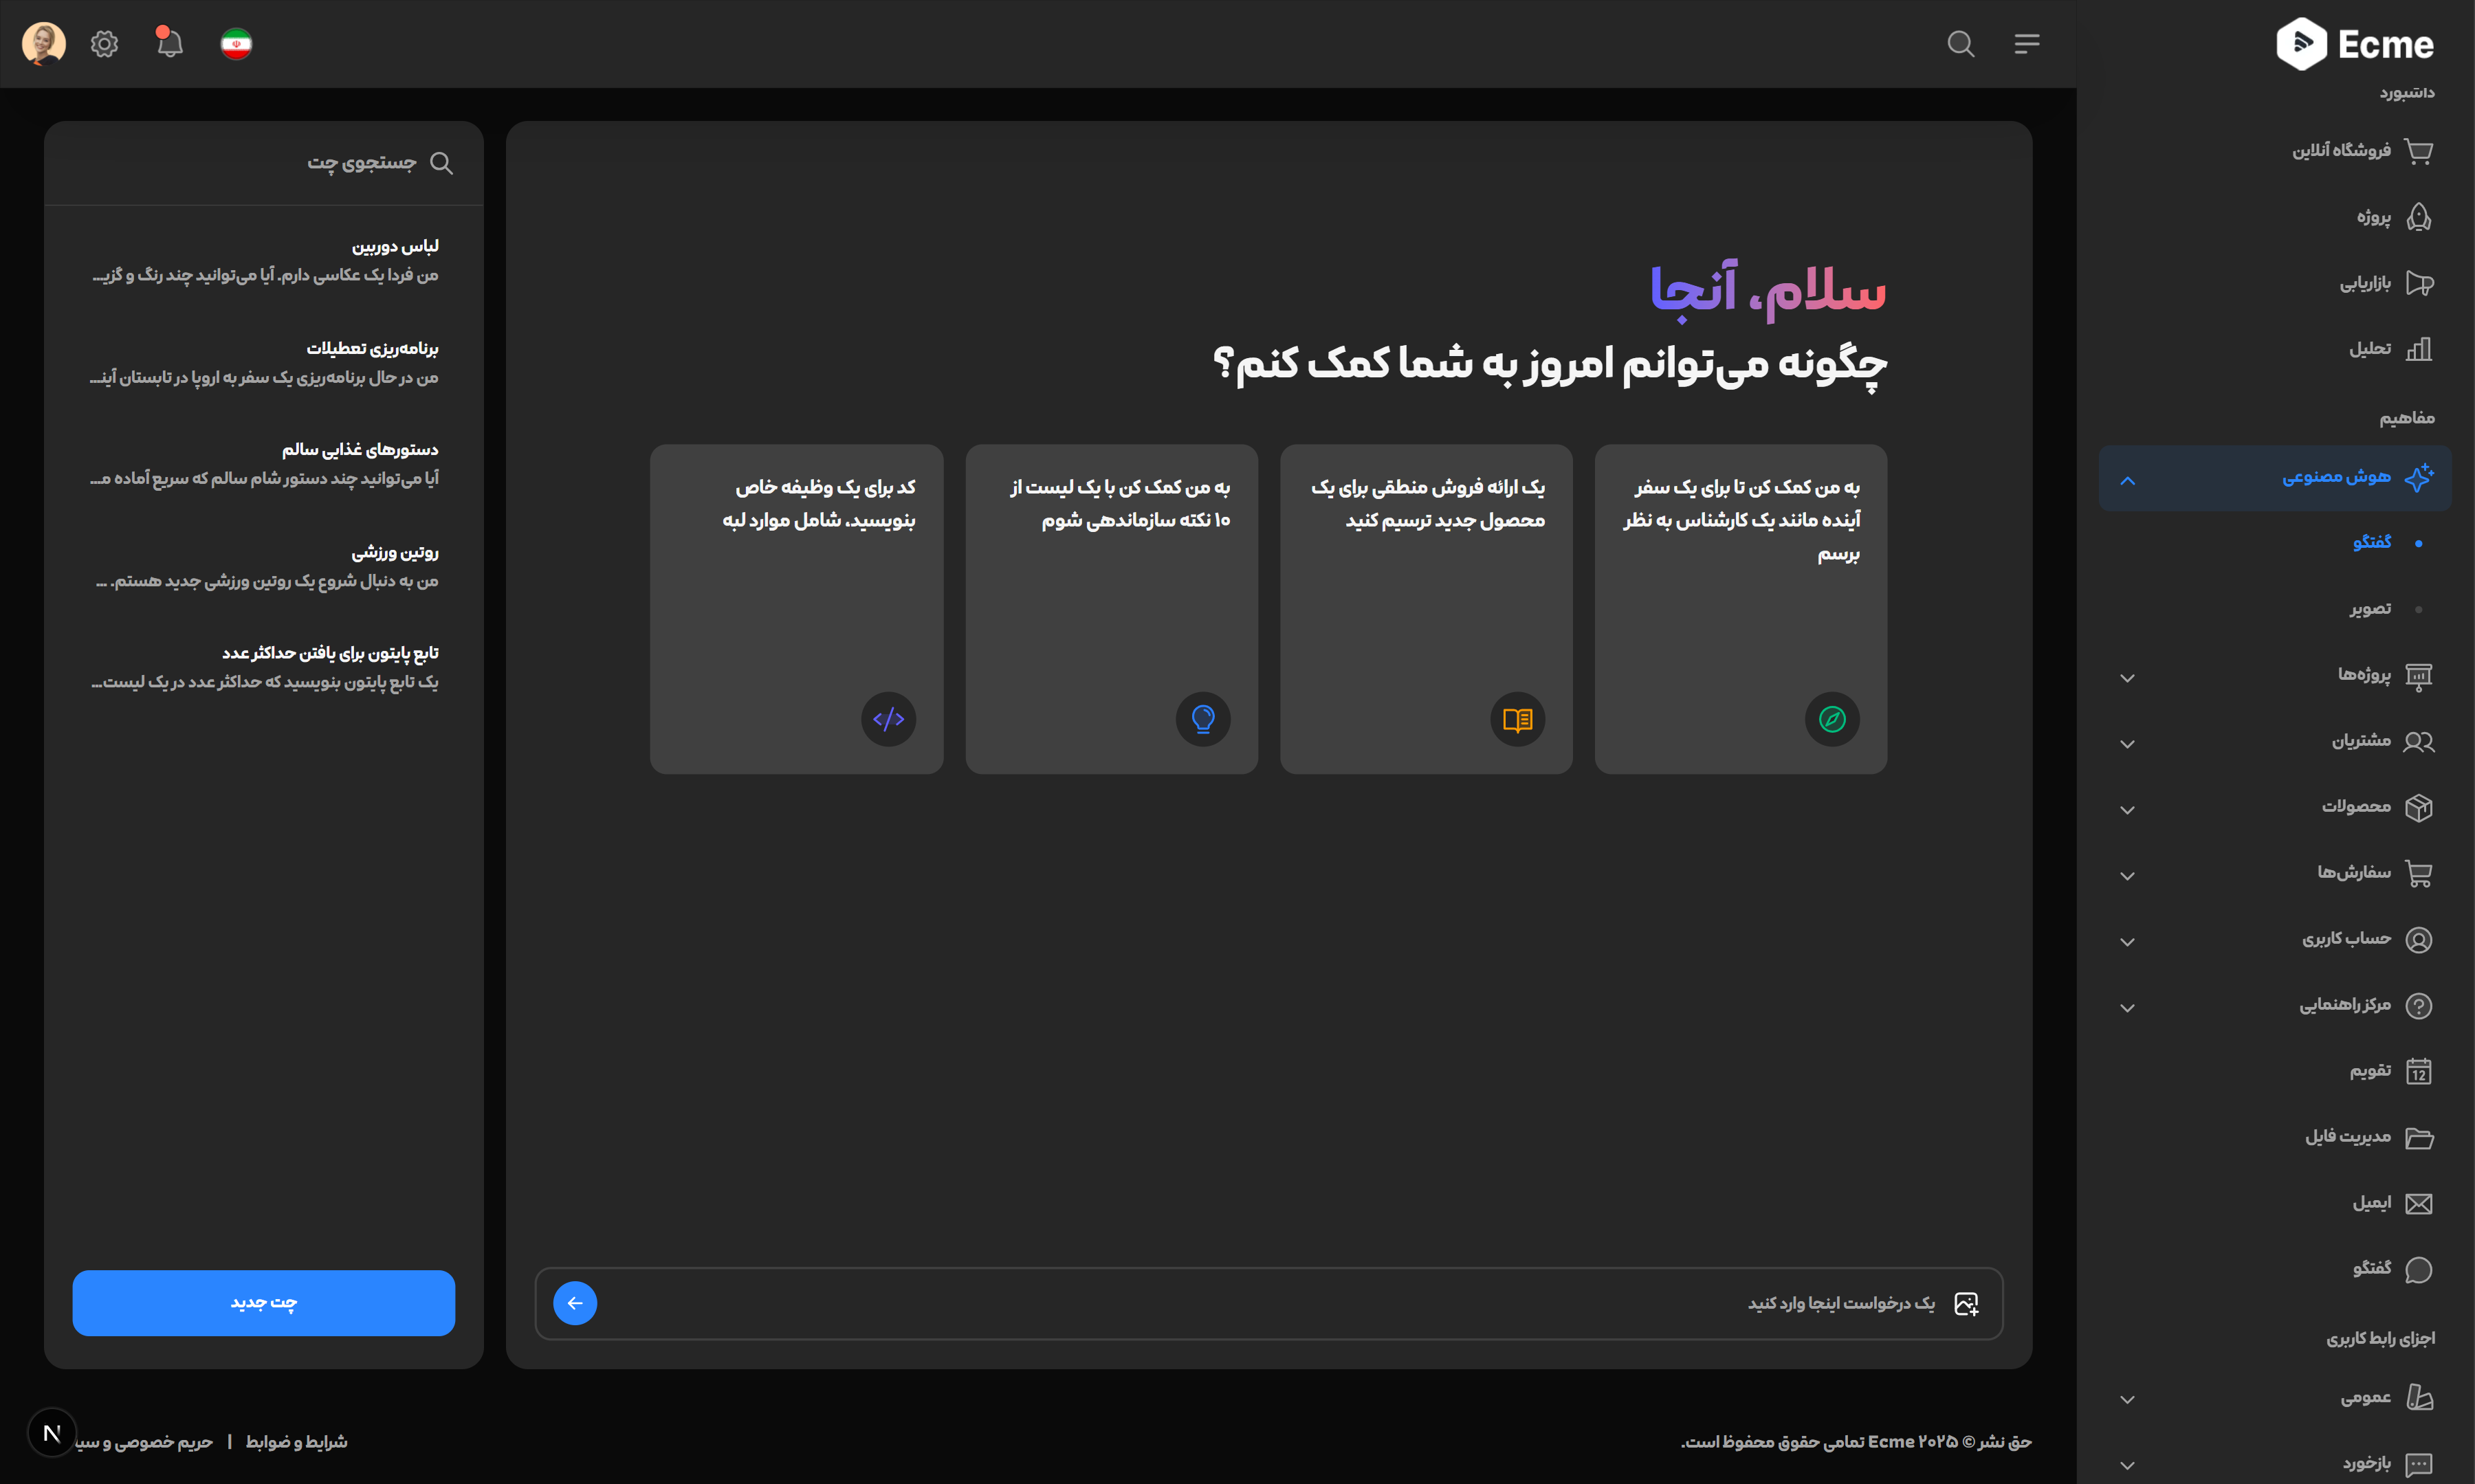 Ecme
داشبورد
فروشگاه آنلاین
پروژه
بازاریابی
تحلیل
مفاهیم
هوش مصنوعی
گفتگو
تصویر
پروژه‌ها
مشتریان
محصولات
سفارش‌ها
حساب کاربری
مرکز راهنمایی
تقویم
12
مدیریت فایل
ایمیل
گفتگو
اجزای رابط کاربری
عمومی
بازخورد
سلام، آنجا
چگونه می‌توانم امروز به شما کمک کنم؟
به من کمک کن تا برای یک سفر
آینده مانند یک کارشناس به نظر
برسم
یک ارائه فروش منطقی برای یک
محصول جدید ترسیم کنید
به من کمک کن با یک لیست از
۱۰ نکته سازماندهی شوم
کد برای یک وظیفه خاص
بنویسید، شامل موارد لبه
یک درخواست اینجا وارد کنید
جستجوی چت
لباس دوربین
من فردا یک عکاسی دارم. آیا می‌توانید چند رنگ و گزیـ...
برنامه‌ریزی تعطیلات
من در حال برنامه‌ریزی یک سفر به اروپا در تابستان آینـ...
دستورهای غذایی سالم
آیا می‌توانید چند دستور شام سالم که سریع آماده مـ...
روتین ورزشی
من به دنبال شروع یک روتین ورزشی جدید هستم. ...
تابع پایتون برای یافتن حداکثر عدد
یک تابع پایتون بنویسید که حداکثر عدد در یک لیست...
چت جدید
حق نشر © ۲۰۲۵ Ecme تمامی حقوق محفوظ است.
شرایط و ضوابط | حریم خصوصی و سیا
N